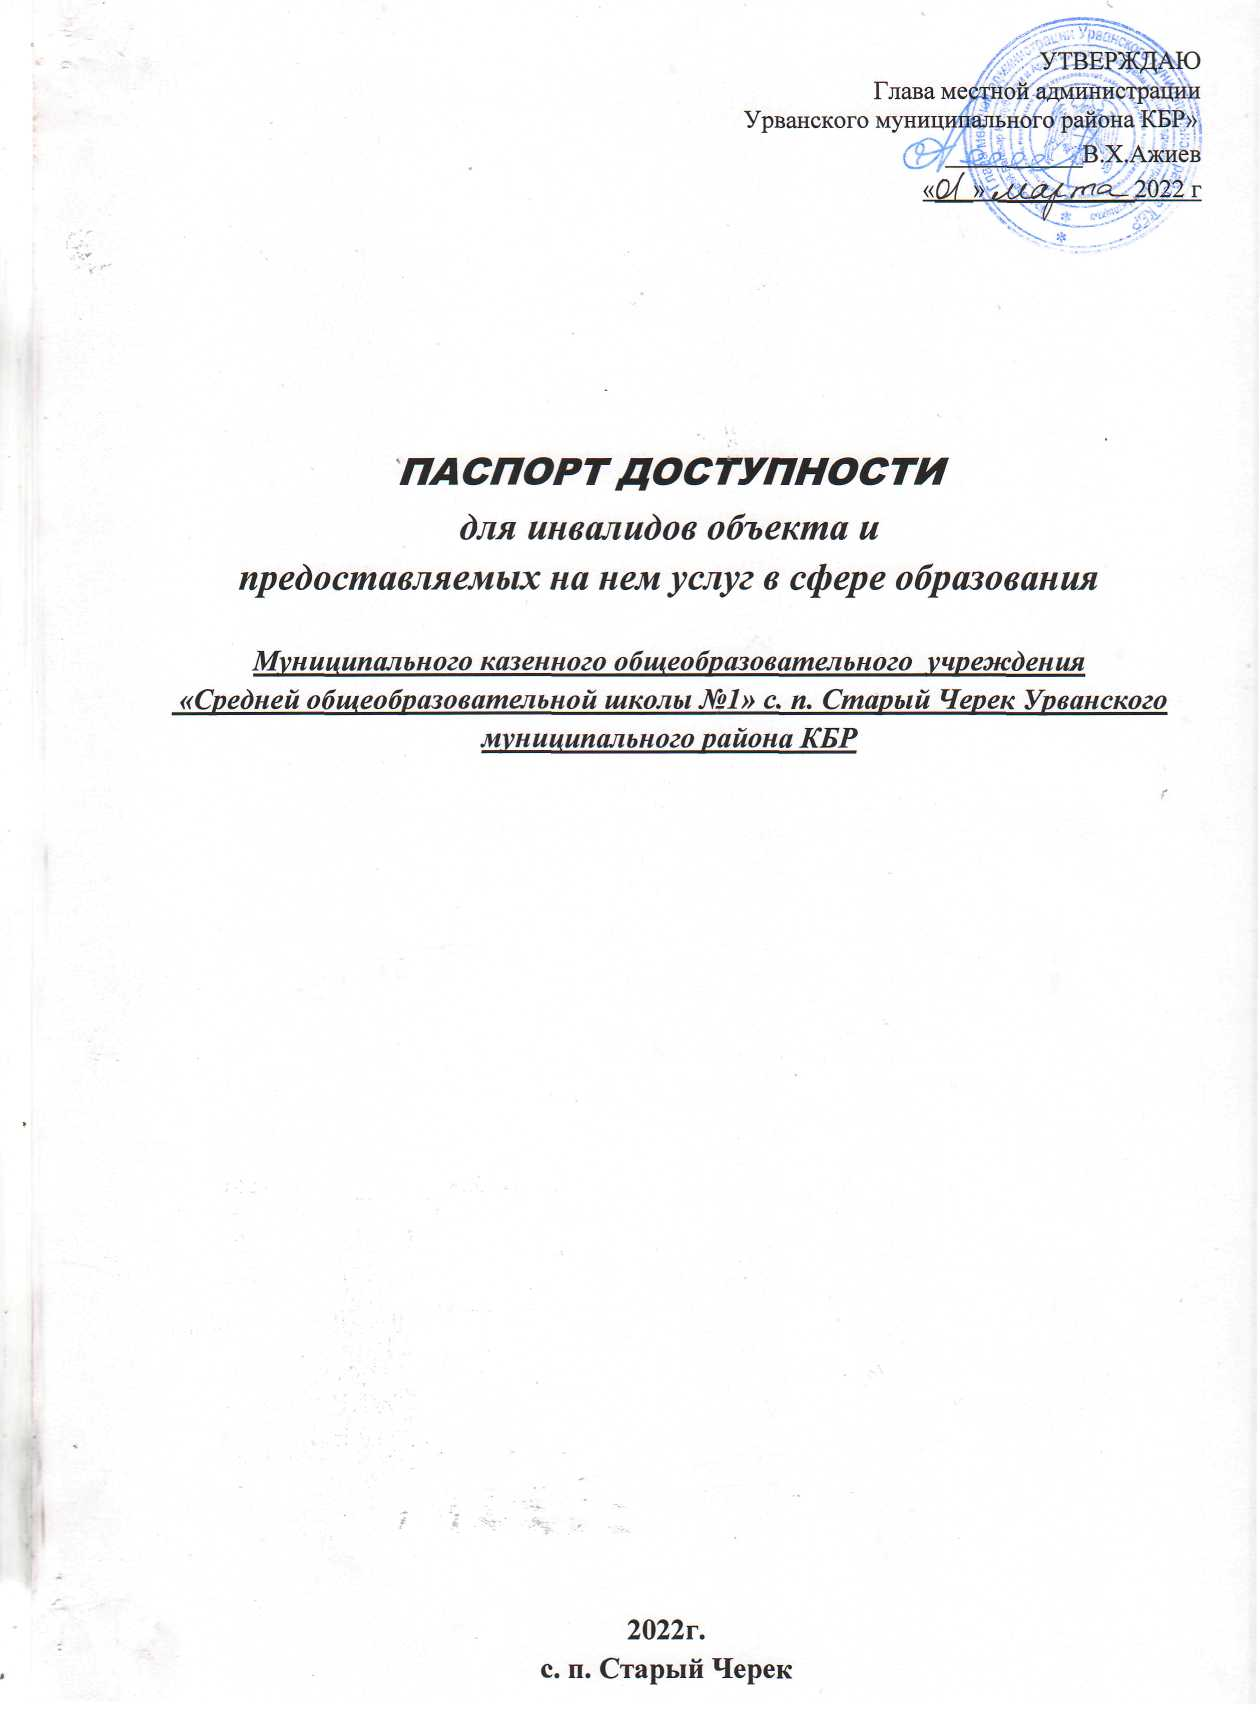 УТВЕРЖДАЮ
Глава местной администрации
Урванского муниципального района КБР»
___________В.Х.Ажиев
«01» марта 2022 г
ПАСПОРТ ДОСТУПНОСТИ
для инвалидов объекта и
предоставляемых на нем услуг в сфере образования
Муниципального казенного общеобразовательного учреждения
«Средней общеобразовательной школы №1» с. п. Старый Черек Урванского
муниципального района КБР
2022г.
с. п. Старый Черек